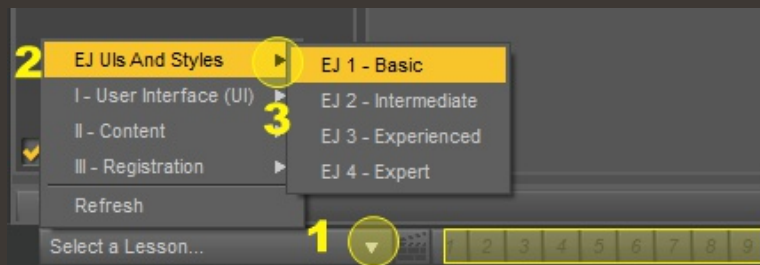 2
EJ UIs And Styles
I - User Interface (UI)
II - Content
III - Registration
Refresh
3
EJ 1 - Basic
EJ 2 - Intermediate
EJ 3 - Experienced
EJ 4 - Expert
Select a Lesson...
1
1 2 3 4 5 6 7 8 9